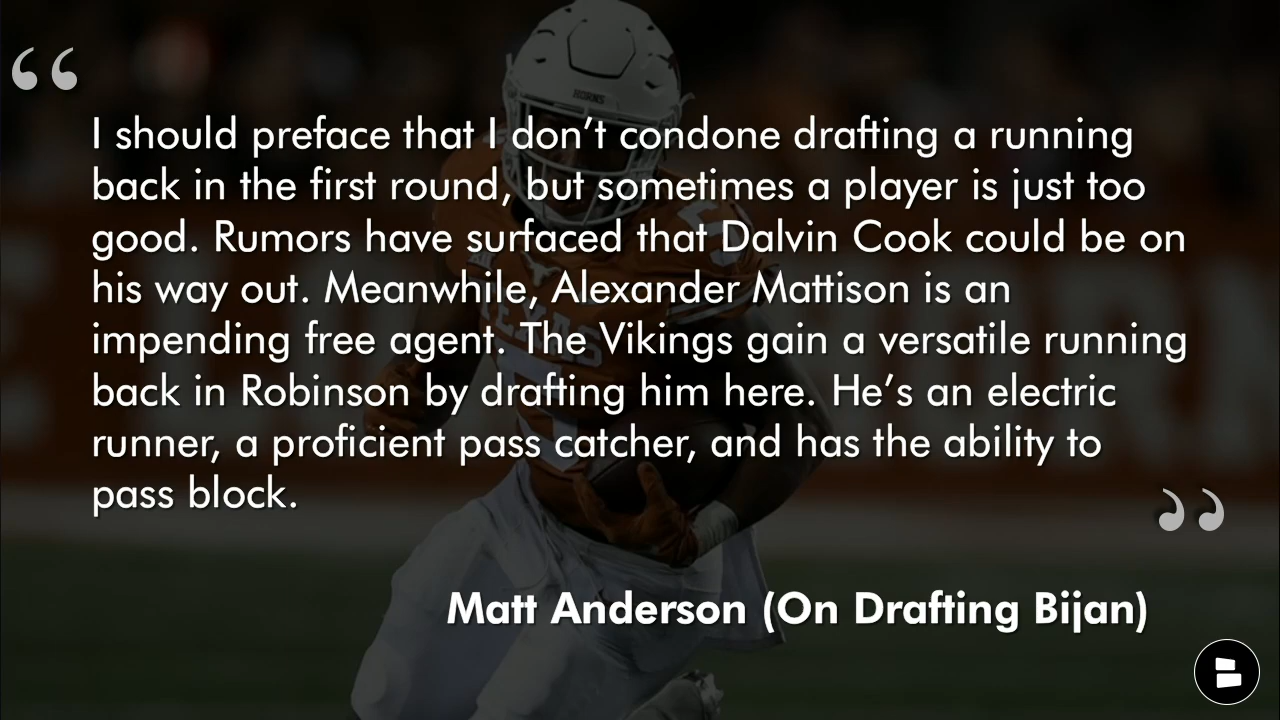 “
I should preface that I don’t condone drafting a running
back in the first round, but sometimes a player is just too
good. Rumors have surfaced that Dalvin Cook could be on
his way out. Meanwhile, Alexander Mattison is an
impending free agent. The Vikings gain a versatile running
back in Robinson by drafting him here. He’s an electric
runner, a proficient pass catcher, and has the ability to
pass block.
”
Matt Anderson (On Drafting Bijan)
HORNS
TEXAS